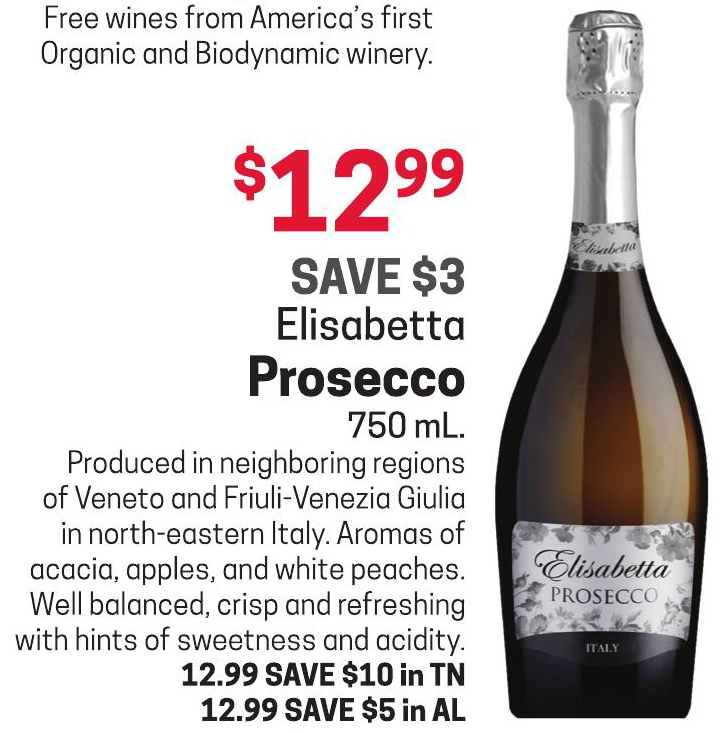 Free wines from America's first
Organic and Biodynamic winery.
$12⁹⁹
SAVE $3
Elisabetta
Prosecco
750 mL.
Produced in neighboring regions
of Veneto and Friuli-Venezia Giulia
in north-eastern Italy. Aromas of
acacia, apples, and white peaches.
Well balanced, crisp and refreshing
with hints of sweetness and acidity.
12.99 SAVE $10 in TN
12.99 SAVE $5 in AL
Elisabetta
Elisabetta
PROSECCO
ITALY